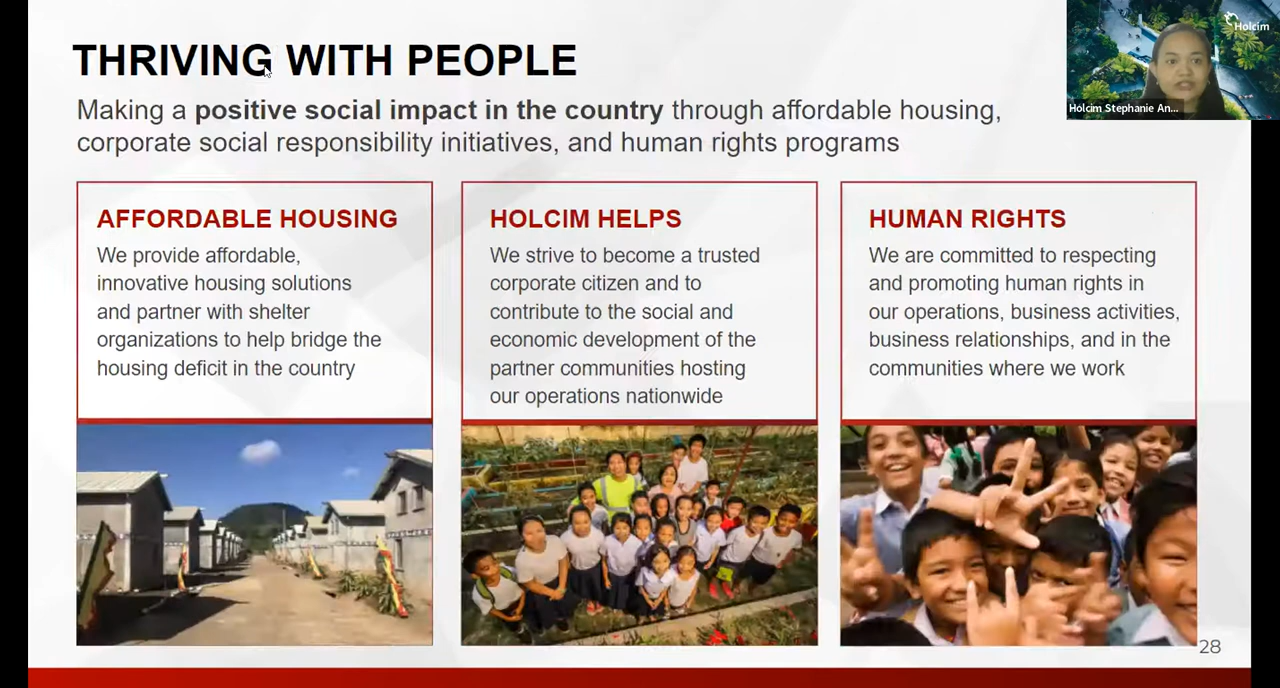 THRIVING WITH PEOPLE
Making a positive social impact in the country through affordable housing,
corporate social responsibility initiatives, and human rights programs
Holcim
Holcim Stephanie An...
AFFORDABLE HOUSING
We provide affordable,
innovative housing solutions
and partner with shelter
organizations to help bridge the
housing deficit in the country
HOLCIM HELPS
We strive to become a trusted
corporate citizen and to
contribute to the social and
economic development of the
partner communities hosting
our operations nationwide
HUMAN RIGHTS
We are committed to respecting
and promoting human rights in
our operations, business activities,
business relationships, and in the
communities where we work
28